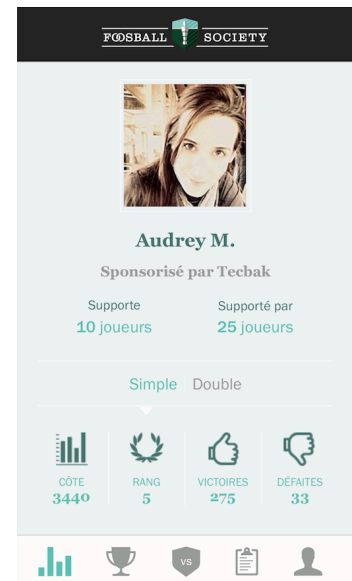 FOOSBALL SOCIETY
Audrey M.
Sponsorisé par Tecbak
Supporte Supporté par
10 joueurs 25 joueurs
Simple Double
CÔTE RANG VICTOIRES DÉFAITES
3440 5 275 33
VS